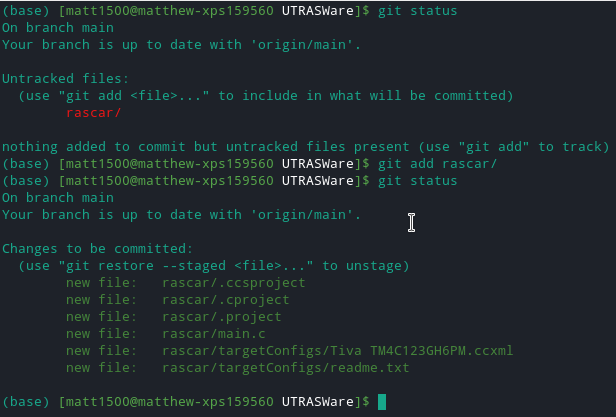 (base) [matt1500@matthew-xps159560 UTRASWare]$ git status
On branch main
Your branch is up to date with 'origin/main'.
Untracked files:
  (use "git add <file>..." to include in what will be committed)
        rascar/
nothing added to commit but untracked files present (use "git add" to track)
(base) [matt1500@matthew-xps159560 UTRASWare]$ git add rascar/
(base) [matt1500@matthew-xps159560 UTRASWare]$ git status
On branch main
Your branch is up to date with 'origin/main'.
Changes to be committed:
  (use "git restore --staged <file>..." to unstage)
        new file:   rascar/.ccsproject
        new file:   rascar/.cproject
        new file:   rascar/.project
        new file:   rascar/main.c
        new file:   rascar/targetConfigs/Tiva TM4C123GH6PM.ccxml
        new file:   rascar/targetConfigs/readme.txt
(base) [matt1500@matthew-xps159560 UTRASWare]$